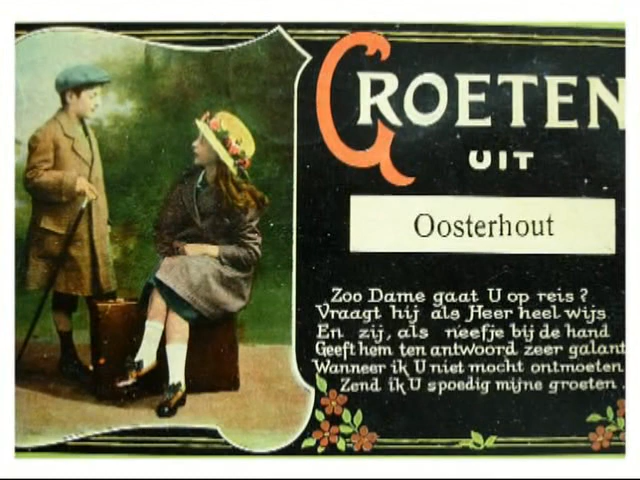 GROETEN
UIT
Oosterhout
Zoo Dame gaat U op reis?
Vraagt hij als Heer heel wijs
En zij, als neefje bij de hand
Geeft hem ten antwoord zeer galant
Wanneer ik U niet mocht ontmoeten
Zend ik U spoedig mijne groeten.